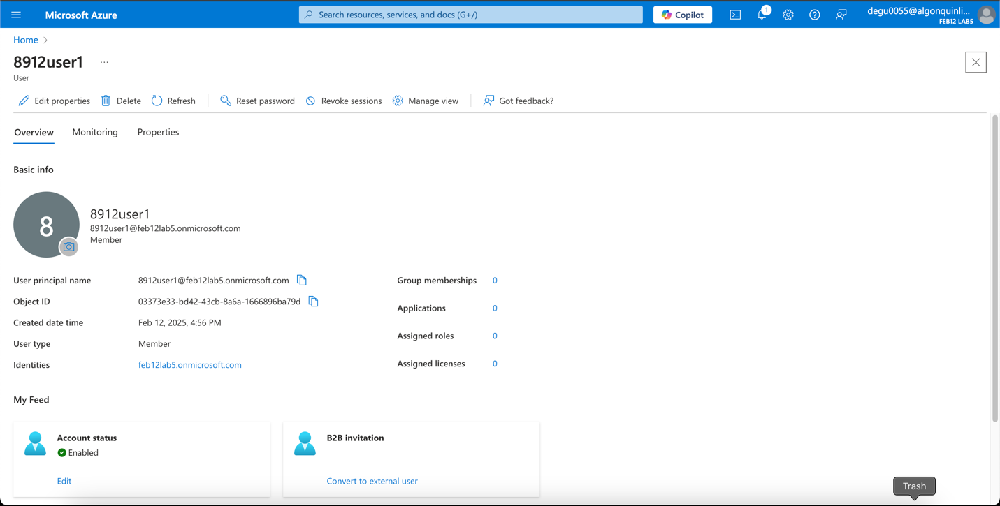 Microsoft Azure
Search resources, services, and docs (G+/)
Copilot
1
degu0055@algonquinli...
FEB12 LAB5
Home
8912user1
...
User
Edit properties
Delete
Refresh
Reset password
Revoke sessions
Manage view
Got feedback?
Overview
Monitoring
Properties
Basic info
8
8912user1
8912user1@feb12lab5.onmicrosoft.com
Member
User principal name
8912user1@feb12lab5.onmicrosoft.com
Group memberships
0
Object ID
03373e33-bd42-43cb-8a6a-1666896ba79d
Applications
0
Created date time
Feb 12, 2025, 4:56 PM
Assigned roles
0
User type
Member
Identities
feb12lab5.onmicrosoft.com
Assigned licenses
0
My Feed
Account status
Enabled
Edit
B2B invitation
Convert to external user
Trash